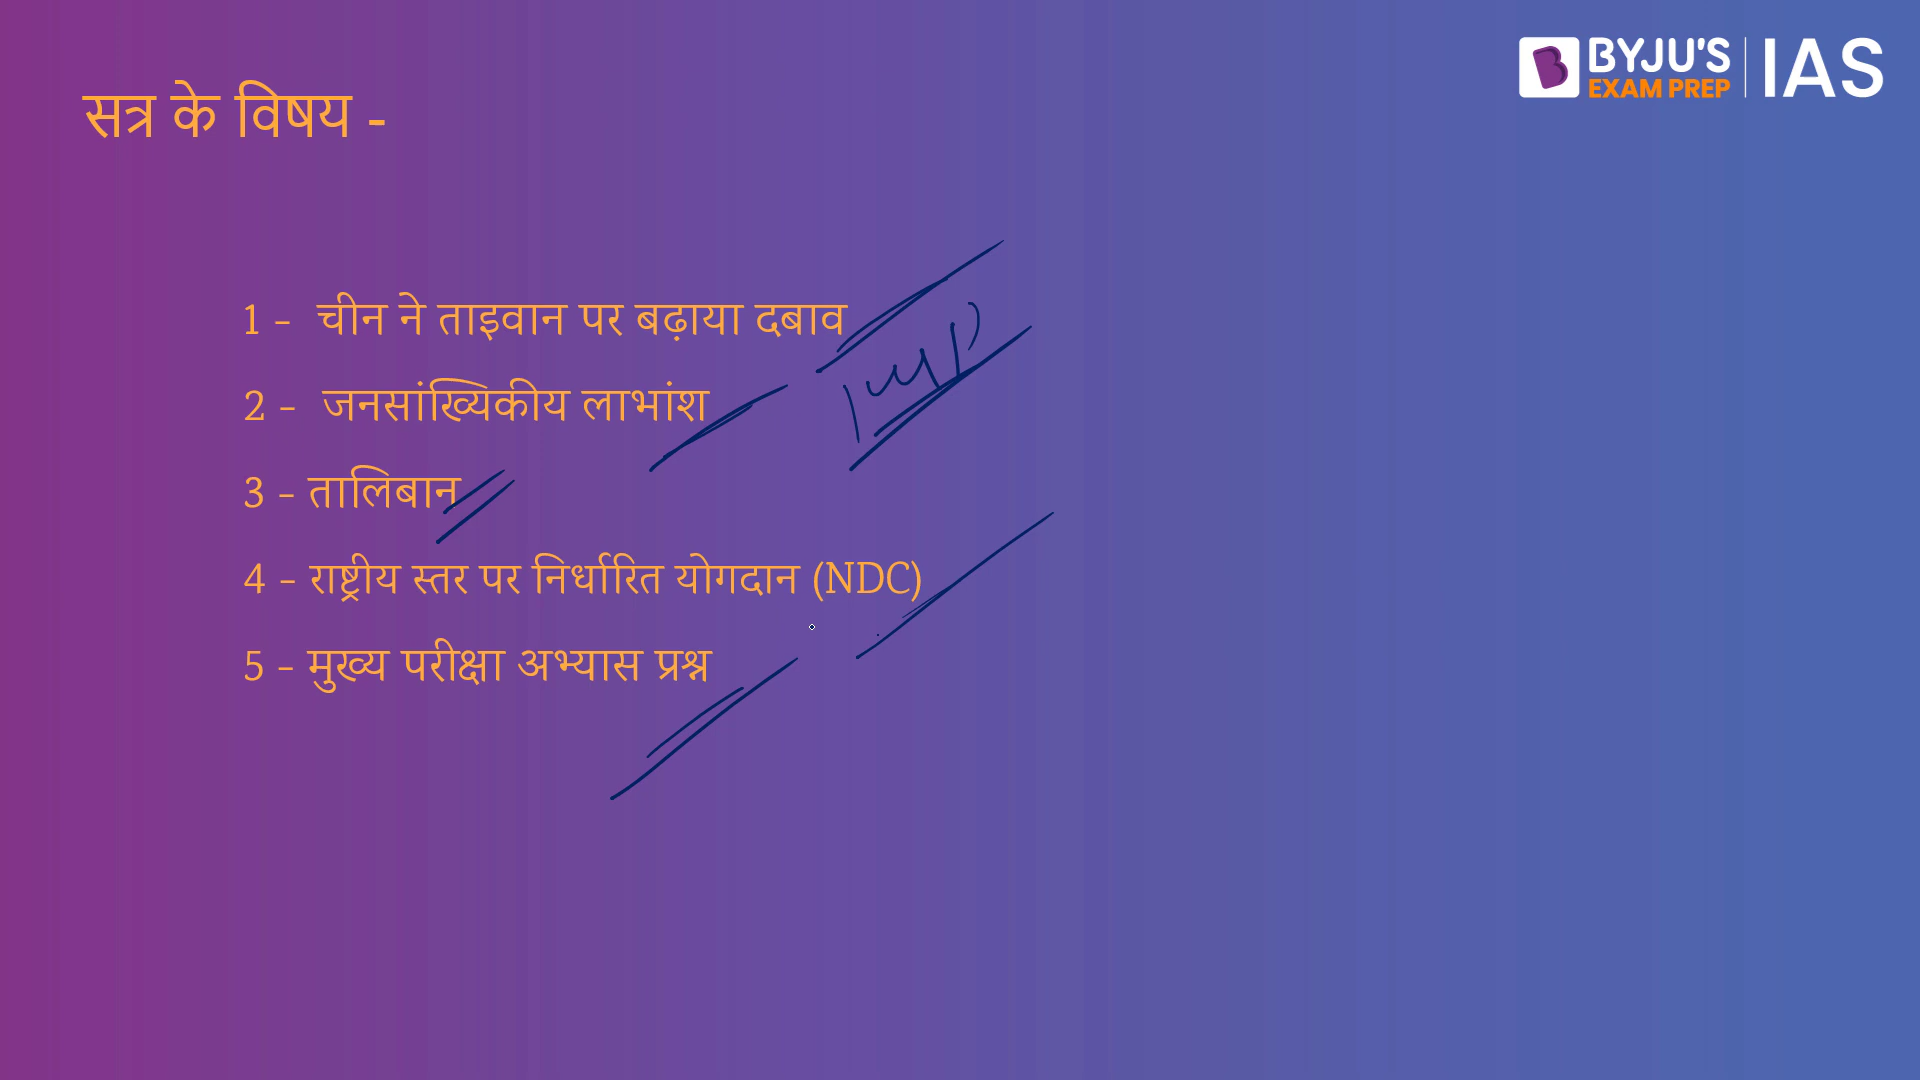 BYJU'S
EXAM PREP
IAS
सत्र के विषय -
1 - चीन ने ताइवान पर बढ़ाया दबाव
2 - जनसांख्यिकीय लाभांश
3 - तालिबान
4 - राष्ट्रीय स्तर पर निर्धारित योगदान (NDC)
5 - मुख्य परीक्षा अभ्यास प्रश्न